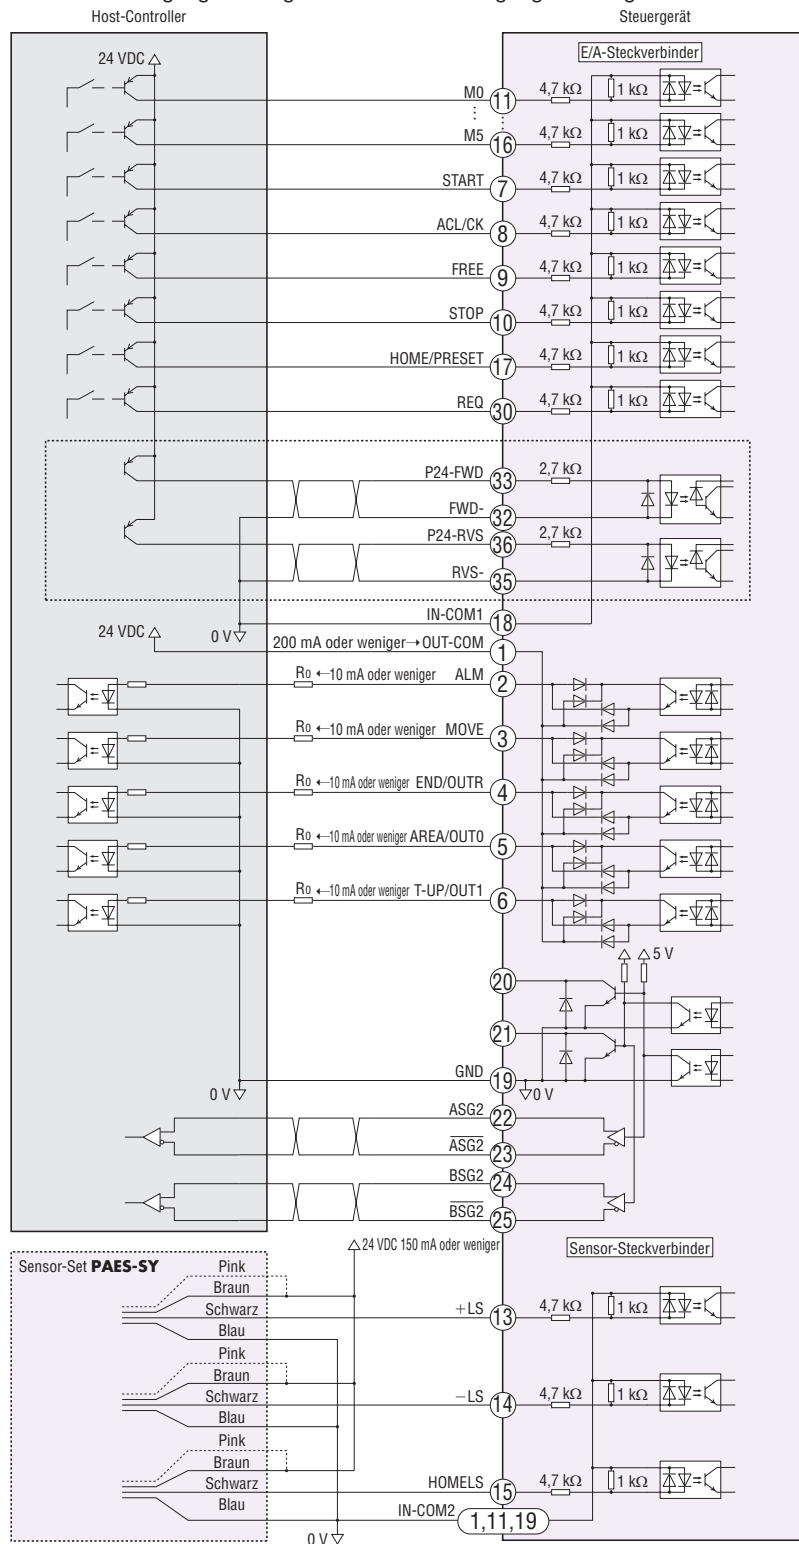 Host-Controller
Steuergerät
E/A-Steckverbinder
24 VDC
M0 11 4,7 kΩ 1 kΩ
M5 16 4,7 kΩ 1 kΩ
START 7 4,7 kΩ 1 kΩ
ACL/CK 8 4,7 kΩ 1 kΩ
FREE 9 4,7 kΩ 1 kΩ
STOP 10 4,7 kΩ 1 kΩ
HOME/PRESET 17 4,7 kΩ 1 kΩ
REQ 30 4,7 kΩ 1 kΩ
P24-FWD 33 2,7 kΩ
FWD- 32
P24-RVS 36 2,7 kΩ
RVS- 35
IN-COM1 18
24 VDC 0 V 200 mA oder weniger → OUT-COM 1
R0 ←10 mA oder weniger ALM 2
R0 ←10 mA oder weniger MOVE 3
R0 ←10 mA oder weniger END/OUTR 4
R0 ←10 mA oder weniger AREA/OUT0 5
R0 ←10 mA oder weniger T-UP/OUT1 6
5 V
20
21
GND 19
0 V 0 V
ASG2 22
A̅S̅G̅2̅ 23
BSG2 24
B̅S̅G̅2̅ 25
24 VDC 150 mA oder weniger
Sensor-Steckverbinder
Sensor-Set PAES-SY
Pink
Braun
Schwarz +LS 13 4,7 kΩ 1 kΩ
Blau
Pink
Braun
Schwarz −LS 14 4,7 kΩ 1 kΩ
Blau
Pink
Braun
Schwarz HOMELS 15 4,7 kΩ 1 kΩ
Blau IN-COM2 1,11,19
0 V